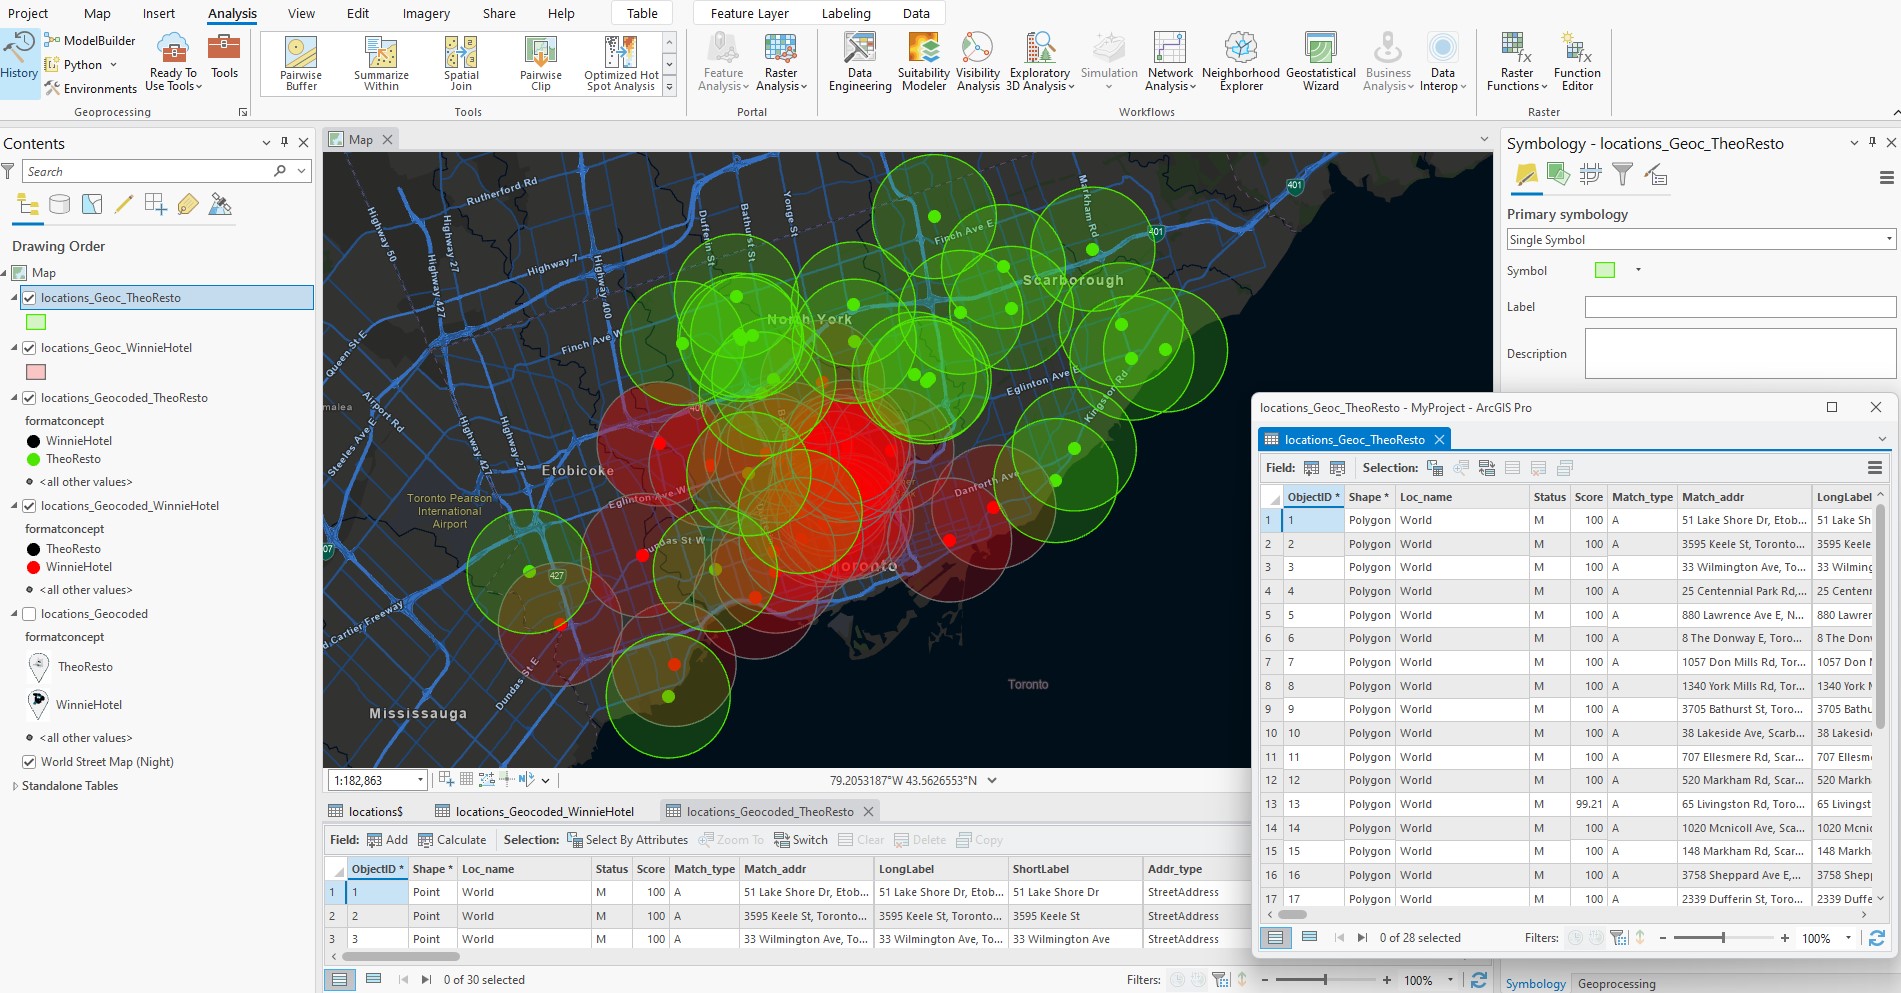 Project Map Insert Analysis View Edit Imagery Share Help Table Feature Layer Labeling Data
History
ModelBuilder
Python
Environments
Ready To Use Tools
Tools
Geoprocessing
Pairwise Buffer
Summarize Within
Spatial Join
Pairwise Clip
Optimized Hot Spot Analysis
Tools
Feature Analysis
Raster Analysis
Portal
Data Engineering
Suitability Modeler
Visibility Analysis
Exploratory 3D Analysis
Simulation
Network Analysis
Neighborhood Explorer
Geostatistical Wizard
Business Analysis
Data Interop
Workflows
Raster Functions
Function Editor
Raster
Contents
Search
Drawing Order
Map
locations_Geoc_TheoResto
locations_Geoc_WinnieHotel
locations_Geocoded_TheoResto
formatconcept
WinnieHotel
TheoResto
<all other values>
locations_Geocoded_WinnieHotel
formatconcept
TheoResto
WinnieHotel
<all other values>
locations_Geocoded
formatconcept
TheoResto
WinnieHotel
<all other values>
World Street Map (Night)
Standalone Tables
Map
Rutherford Rd
Highway 50
Highway 27
Highway 427
Highway 7
Highway 400
Dufferin St
Bathurst St
Yonge St
Finch Ave E
Markham Rd
401
401
Scarborough
North York
Finch Ave W
Queen St E
malea
Airport Rd
Steeles Ave E
Highway 427
Highway 27
401
Eglinton Ave E
Kingston Rd
Etobicoke
Toronto Pearson International Airport
Eglinton Ave W
Danforth Ave
Dundas St W
07
427
Toronto
d Cartier Freeway
Dundas St E
Mississauga
Toronto
1:182,863
79.2053187°W 43.5626553°N
locations$ locations_Geocoded_WinnieHotel locations_Geocoded_TheoResto
Field: Add Calculate Selection: Select By Attributes Zoom To Switch Clear Delete Copy
ObjectID * Shape * Loc_name Status Score Match_type Match_addr LongLabel ShortLabel Addr_type
1 1 Point World M 100 A 51 Lake Shore Dr, Etob... 51 Lake Shore Dr, Etob... 51 Lake Shore Dr StreetAddress
2 2 Point World M 100 A 3595 Keele St, Toronto... 3595 Keele St, Toronto... 3595 Keele St StreetAddress
3 3 Point World M 100 A 33 Wilmington Ave, To... 33 Wilmington Ave, To... 33 Wilmington Ave StreetAddress
0 of 30 selected
Filters: 100%
Symbology - locations_Geoc_TheoResto
Primary symbology
Single Symbol
Symbol
Label
Description
locations_Geoc_TheoResto - MyProject - ArcGIS Pro
locations_Geoc_TheoResto
Field: Selection:
ObjectID * Shape * Loc_name Status Score Match_type Match_addr LongLabel
1 1 Polygon World M 100 A 51 Lake Shore Dr, Etob... 51 Lake Sh
2 2 Polygon World M 100 A 3595 Keele St, Toronto... 3595 Keele
3 3 Polygon World M 100 A 33 Wilmington Ave, To... 33 Wilming
4 4 Polygon World M 100 A 25 Centennial Park Rd,... 25 Centenn
5 5 Polygon World M 100 A 880 Lawrence Ave E, N... 880 Lawrer
6 6 Polygon World M 100 A 8 The Donway E, Toro... 8 The Donw
7 7 Polygon World M 100 A 1057 Don Mills Rd, Tor... 1057 Don M
8 8 Polygon World M 100 A 1340 York Mills Rd, Tor... 1340 York M
9 9 Polygon World M 100 A 3705 Bathurst St, Toro... 3705 Bathu
10 10 Polygon World M 100 A 38 Lakeside Ave, Scarb... 38 Lakeside
11 11 Polygon World M 100 A 707 Ellesmere Rd, Scar... 707 Ellesme
12 12 Polygon World M 100 A 520 Markham Rd, Scar... 520 Markh
13 13 Polygon World M 99.21 A 65 Livingston Rd, Toro... 65 Livingst
14 14 Polygon World M 100 A 1020 Mcnicoll Ave, Sca... 1020 Mcnic
15 15 Polygon World M 100 A 148 Markham Rd, Scar... 148 Markh
16 16 Polygon World M 100 A 3758 Sheppard Ave E,... 3758 Shepp
17 17 Polygon World M 100 A 2339 Dufferin St, Toro... 2339 Duffe
0 of 28 selected
Filters: 100%
Symbology Geoprocessing